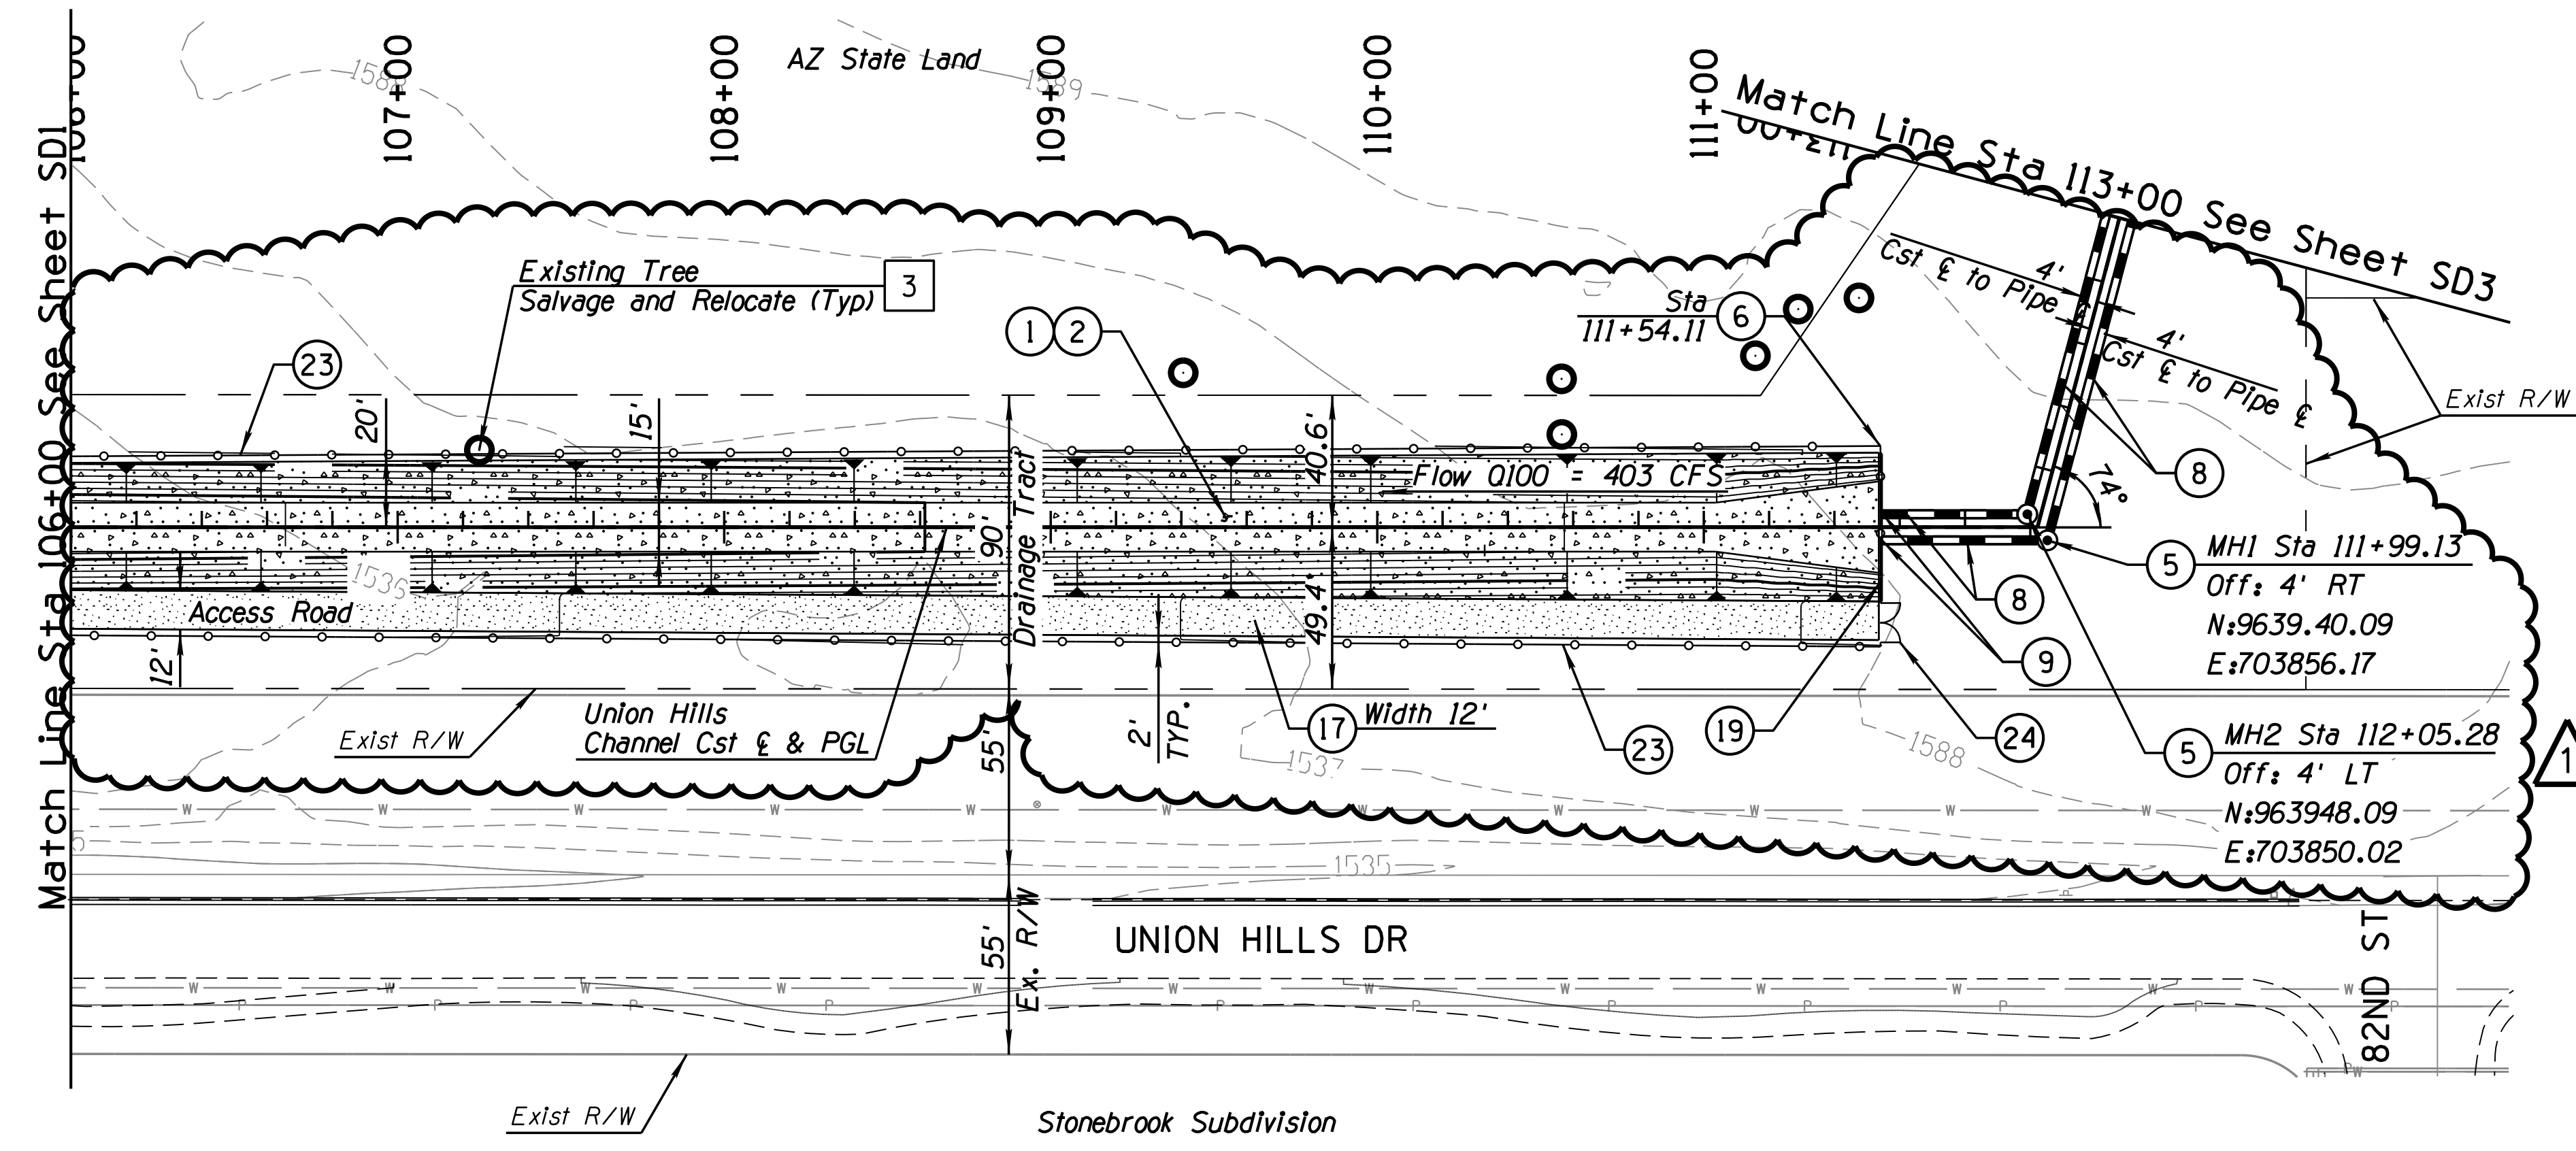 Match Line Sta 106+00 See Sheet SD1
107+00
108+00
AZ State Land
109+00
110+00
111+00
Match Line Sta 113+00 See Sheet SD3
1588
1589
Existing Tree
Salvage and Relocate (Typ)
3
1
2
Sta
111+54.11
6
Cst ℄ to Pipe ℄
4'
4'
Cst ℄ to Pipe ℄
Exist R/W
23
20'
15'
40.6'
Flow Q100 = 403 CFS
8
74°
90'
Drainage Tract
49.4'
1535
Access Road
12'
5
MH1 Sta 111+99.13
Off: 4' RT
N:9639.40.09
E:703856.17
8
9
Exist R/W
Union Hills
Channel Cst ℄ & PGL
55'
2'
TYP.
17
Width 12'
23
19
24
5
MH2 Sta 112+05.28
Off: 4' LT
N:963948.09
E:703850.02
1
1537
1588
W W W W W W W W W W W
5
1535
55'
Ex. R/W
UNION HILLS DR
82ND ST
W W W W W W W W W W W W
P P P P P P P P P P P P
Exist R/W
Stonebrook Subdivision